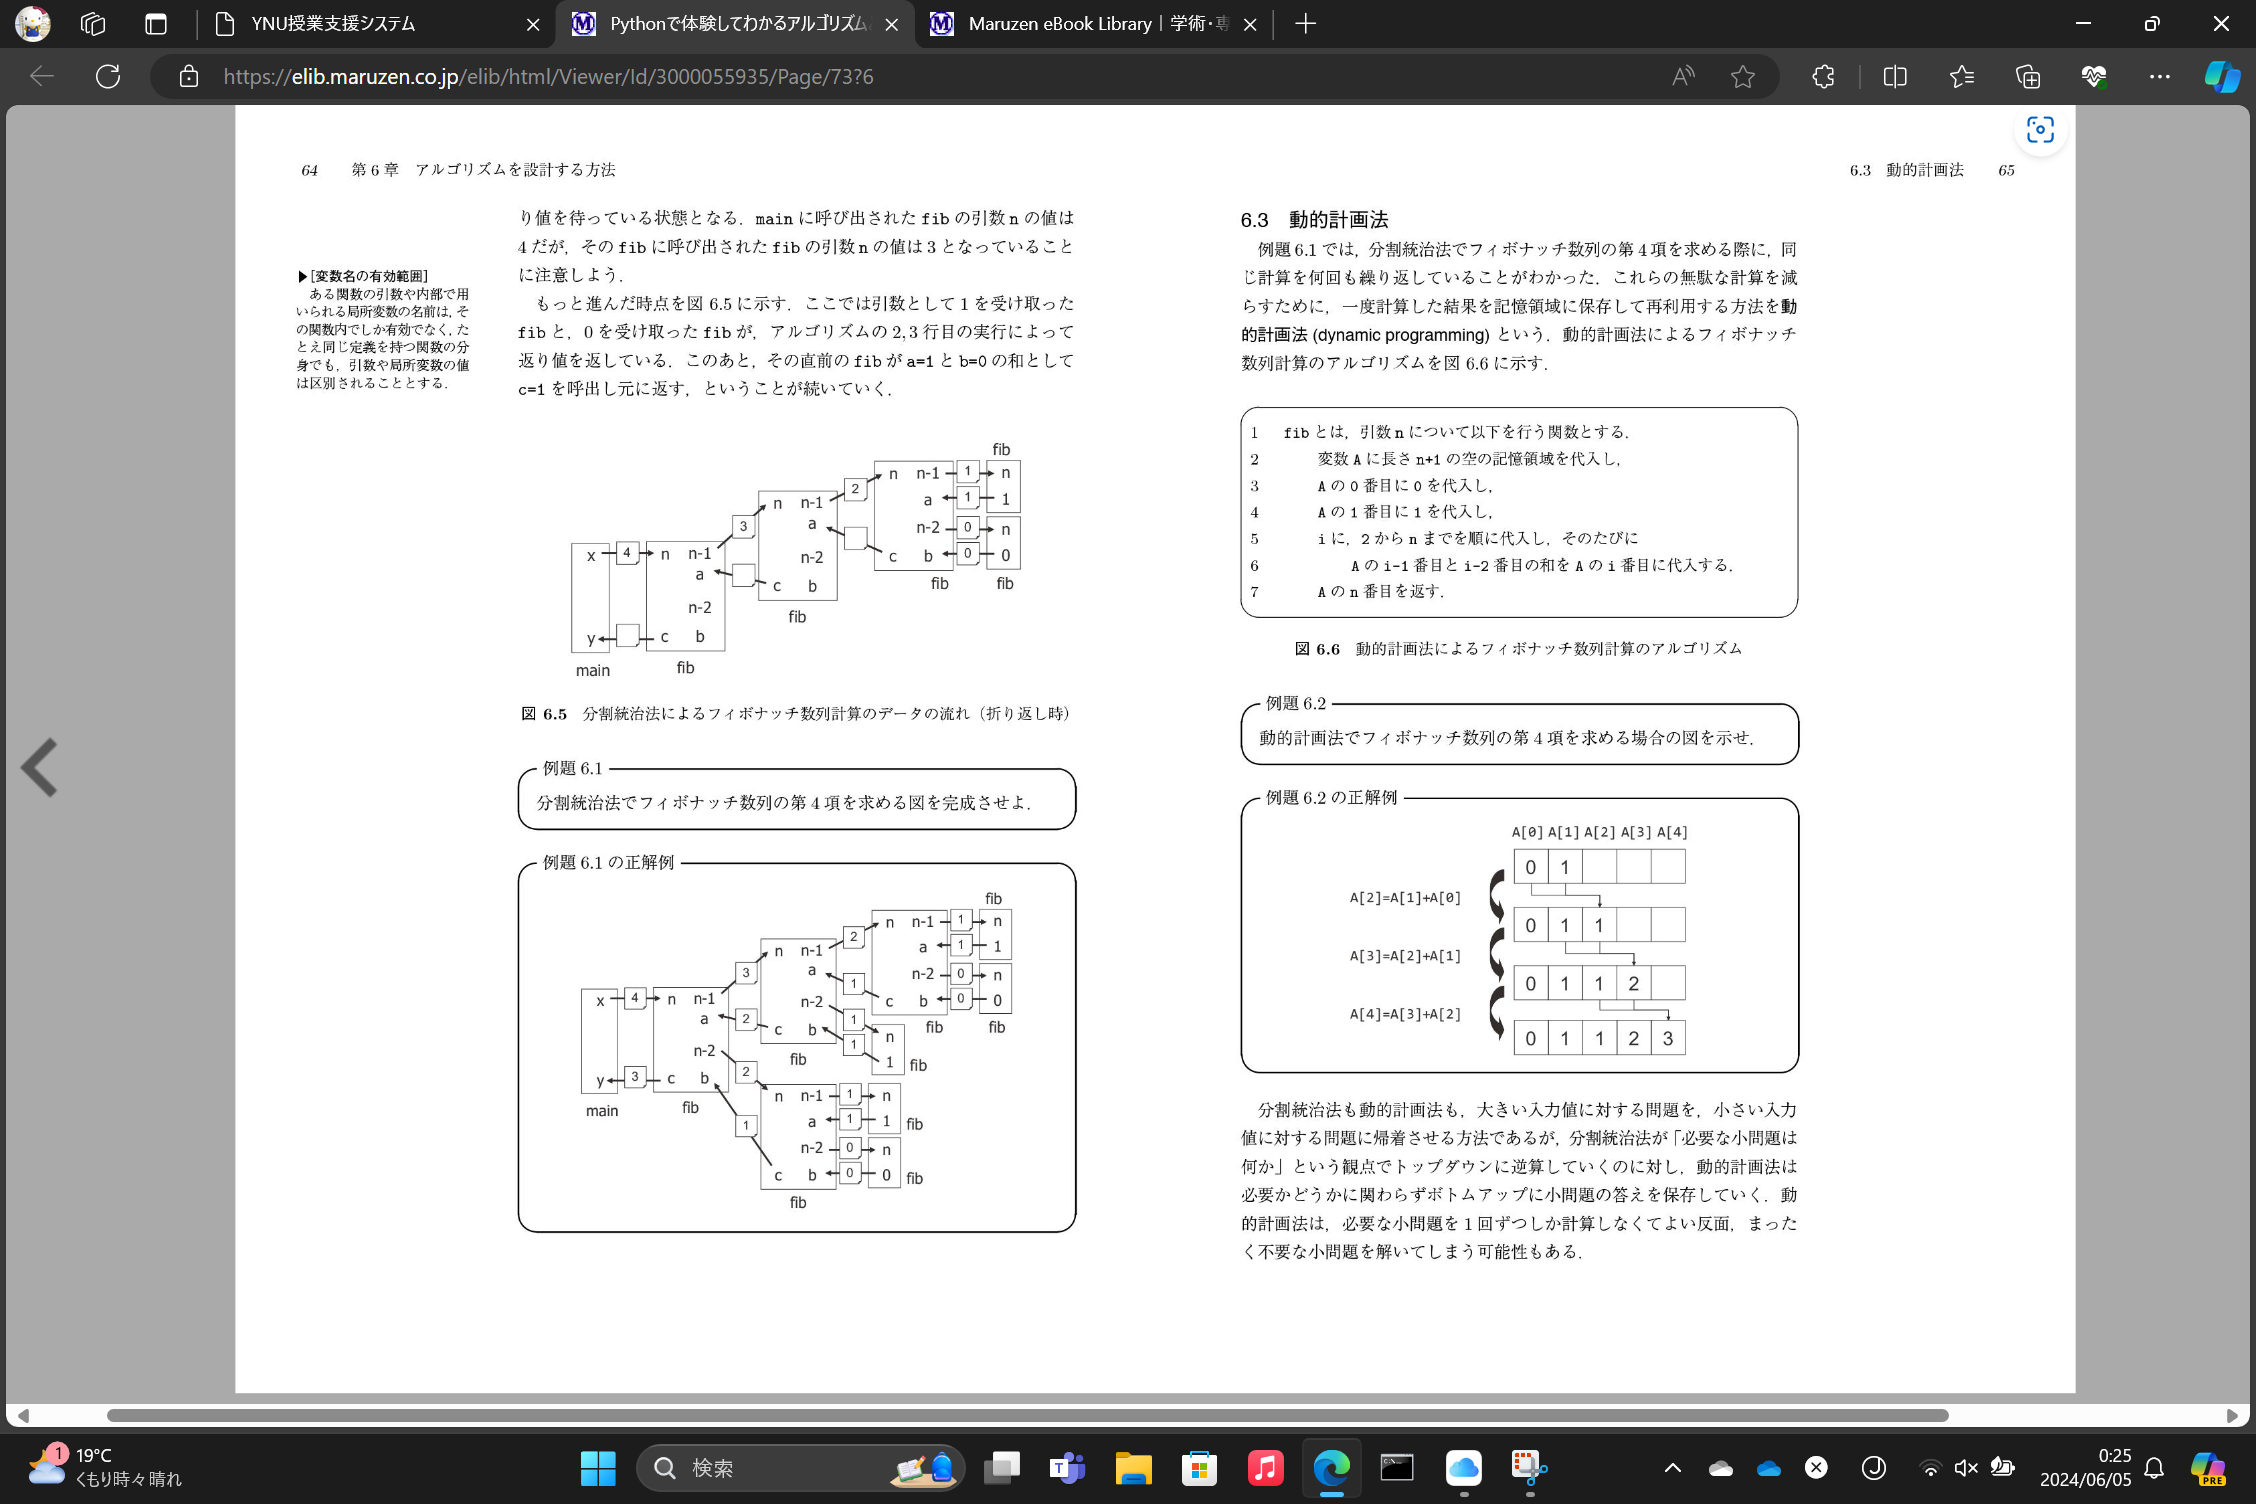 YNU授業支援システム
Pythonで体験してわかるアルゴリズム
Maruzen eBook Library | 学術・専
https://elib.maruzen.co.jp/elib/html/Viewer/Id/3000055935/Page/73?6
64 第6章 アルゴリズムを設計する方法
り値を待っている状態となる．main に呼び出された fib の引数 n の値は
4 だが，その fib に呼び出された fib の引数 n の値は 3 となっていること
に注意しよう．
▶[変数名の有効範囲]
ある関数の引数や内部で用
いられる局所変数の名前は，そ
の関数内でしか有効でなく，た
とえ同じ定義を持つ関数の分
身でも，引数や局所変数の値
は区別されることとする．
もっと進んだ時点を図 6.5 に示す．ここでは引数として 1 を受け取った
fib と，0 を受け取った fib が，アルゴリズムの 2,3 行目の実行によって
返り値を返している．このあと，その直前の fib が a=1 と b=0 の和として
c=1 を呼出し元に返す，ということが続いていく．
fib
n n-1 1 n
2 a 1 1
n n-1 n-2 0 n
3 a c b 0 0
x 4 n n-1 n-2 fib fib
a c b
n-2 fib
y c b
main fib
図 6.5 分割統治法によるフィボナッチ数列計算のデータの流れ（折り返し時）
例題 6.1
分割統治法でフィボナッチ数列の第 4 項を求める図を完成させよ．
例題 6.1 の正解例
fib
n n-1 1 n
2 a 1 1
n n-1 n-2 0 n
3 a 1 c b 0 0
x 4 n n-1 n-2 1 fib fib
a 2 c b 1 n
n-2 fib 1 fib
y 3 c b 2
main fib n n-1 1 n
1 a 1 1 fib
n-2 0 n
c b 0 0 fib
fib
6.3 動的計画法 65
6.3 動的計画法
例題 6.1 では，分割統治法でフィボナッチ数列の第 4 項を求める際に，同
じ計算を何回も繰り返していることがわかった．これらの無駄な計算を減
らすために，一度計算した結果を記憶領域に保存して再利用する方法を動
的計画法 (dynamic programming) という．動的計画法によるフィボナッチ
数列計算のアルゴリズムを図 6.6 に示す．
1 fib とは，引数 n について以下を行う関数とする．
2 変数 A に長さ n+1 の空の記憶領域を代入し，
3 A の 0 番目に 0 を代入し，
4 A の 1 番目に 1 を代入し，
5 i に，2 から n までを順に代入し，そのたびに
6 A の i-1 番目と i-2 番目の和を A の i 番目に代入する．
7 A の n 番目を返す．
図 6.6 動的計画法によるフィボナッチ数列計算のアルゴリズム
例題 6.2
動的計画法でフィボナッチ数列の第 4 項を求める場合の図を示せ．
例題 6.2 の正解例
A[0] A[1] A[2] A[3] A[4]
0 1
A[2]=A[1]+A[0]
0 1 1
A[3]=A[2]+A[1]
0 1 1 2
A[4]=A[3]+A[2]
0 1 1 2 3
分割統治法も動的計画法も，大きい入力値に対する問題を，小さい入力
値に対する問題に帰着させる方法であるが，分割統治法が「必要な小問題は
何か」という観点でトップダウンに逆算していくのに対し，動的計画法は
必要かどうかに関わらずボトムアップに小問題の答えを保存していく．動
的計画法は，必要な小問題を 1 回ずつしか計算しなくてよい反面，まった
く不要な小問題を解いてしまう可能性もある．
1
19°C
くもり時々晴れ
検索
0:25
2024/06/05
PRE